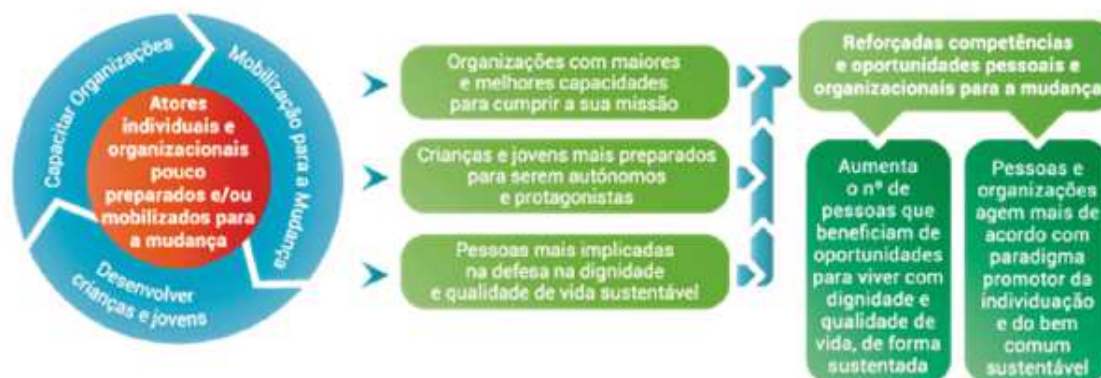 Capacitar Organizações
Mobilização para a Mudança
Desenvolver
crianças e jovens
Atores
individuais e
organizacionais
pouco
preparados e/ou
mobilizados para
a mudança
Organizações com maiores
e melhores capacidades
para cumprir a sua missão
Crianças e jovens mais preparados
para serem autónomos
e protagonistas
Pessoas mais implicadas
na defesa na dignidade
e qualidade de vida sustentável
Reforçadas competências
e oportunidades pessoais e
organizacionais para a mudança
Aumenta
o nº de
pessoas que
beneficiam de
oportunidades
para viver com
dignidade e
qualidade de
vida, de forma
sustentada
Pessoas e
organizações
agem mais de
acordo com
paradigma
promotor da
individuação
e do bem
comum
sustentável